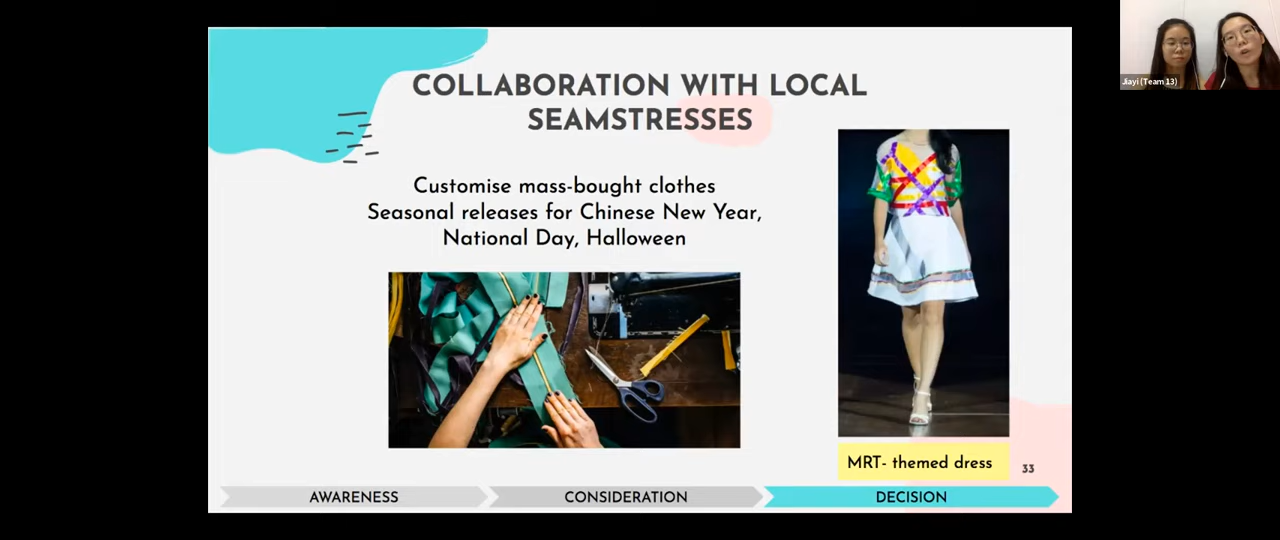 COLLABORATION WITH LOCAL
SEAMSTRESSES
Customise mass-bought clothes
Seasonal releases for Chinese New Year,
National Day, Halloween
MRT- themed dress
33
AWARENESS
CONSIDERATION
DECISION
Jiayi (Team 13)